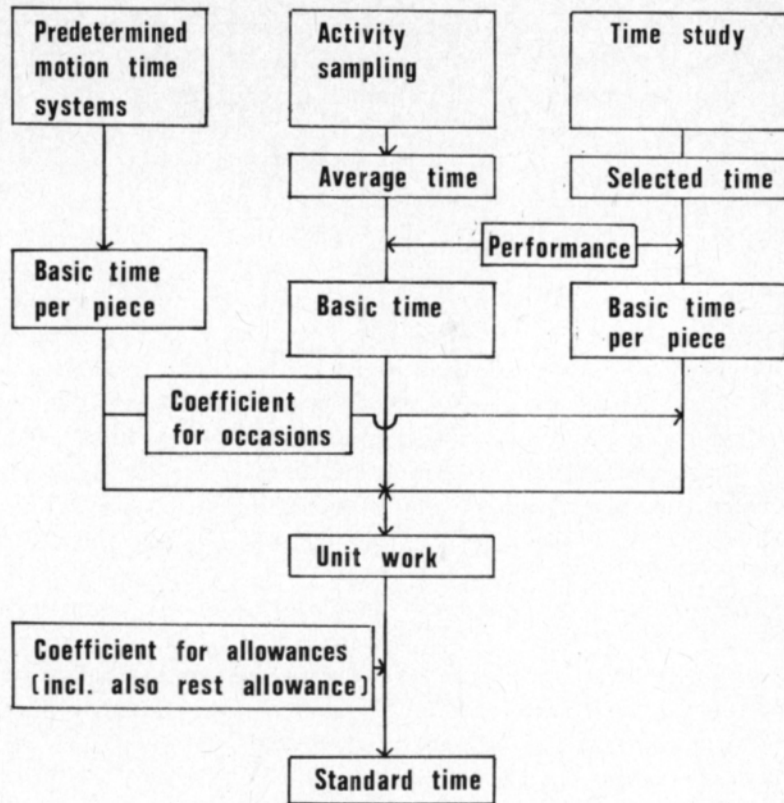 Predetermined
motion time
systems
Activity
sampling
Time study
Average time
Selected time
Performance
Basic time
per piece
Basic time
Basic time
per piece
Coefficient
for occasions
Unit work
Coefficient for allowances
(incl. also rest allowance)
Standard time